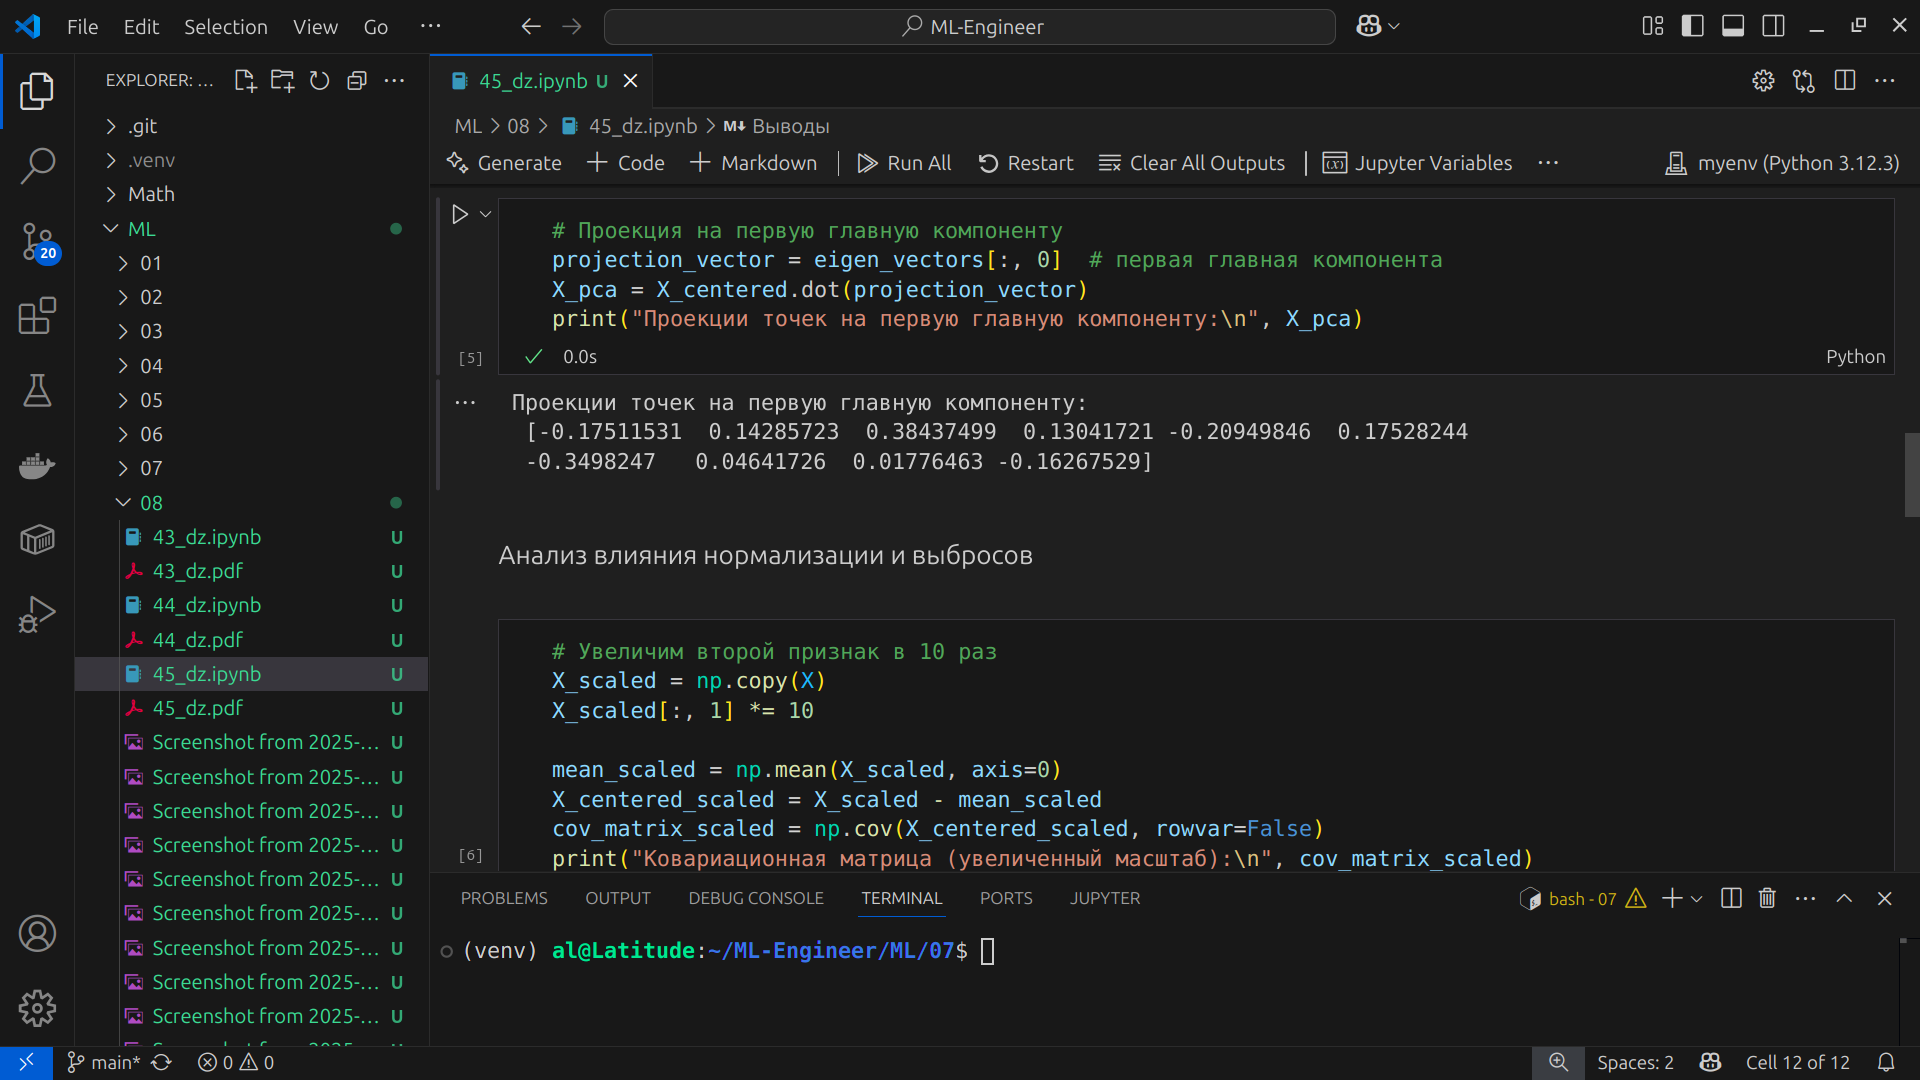 File Edit Selection View Go ···
ML-Engineer
EXPLORER: ...
.git
.venv
Math
ML
01
02
03
04
05
06
07
08
43_dz.ipynb U
43_dz.pdf U
44_dz.ipynb U
44_dz.pdf U
45_dz.ipynb U
45_dz.pdf U
Screenshot from 2025-... U
Screenshot from 2025-... U
Screenshot from 2025-... U
Screenshot from 2025-... U
Screenshot from 2025-... U
Screenshot from 2025-... U
Screenshot from 2025-... U
Screenshot from 2025-... U
Screenshot from 2025-... U
20
45_dz.ipynb U
ML > 08 > 45_dz.ipynb > M↓ Выводы
Generate + Code + Markdown | Run All Restart Clear All Outputs | Jupyter Variables ··· myenv (Python 3.12.3)
# Проекция на первую главную компоненту
projection_vector = eigen_vectors[:, 0]  # первая главная компонента
X_pca = X_centered.dot(projection_vector)
print("Проекции точек на первую главную компоненту:\n", X_pca)
[5] 0.0s Python
Проекции точек на первую главную компоненту:
[-0.17511531  0.14285723  0.38437499  0.13041721 -0.20949846  0.17528244
-0.3498247   0.04641726  0.01776463 -0.16267529]
Анализ влияния нормализации и выбросов
# Увеличим второй признак в 10 раз
X_scaled = np.copy(X)
X_scaled[:, 1] *= 10
mean_scaled = np.mean(X_scaled, axis=0)
X_centered_scaled = X_scaled - mean_scaled
cov_matrix_scaled = np.cov(X_centered_scaled, rowvar=False)
[6] print("Ковариационная матрица (увеличенный масштаб):\n", cov_matrix_scaled)
PROBLEMS OUTPUT DEBUG CONSOLE TERMINAL PORTS JUPYTER
bash - 07
(venv) al@Latitude:~/ML-Engineer/ML/07$
main* 0 0
Spaces: 2 Cell 12 of 12